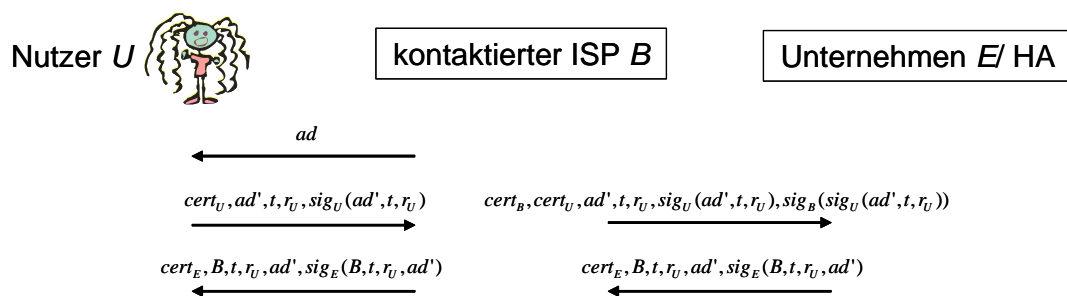 Nutzer U
kontaktierter ISP B
Unternehmen E/ HA
ad
cert_U, ad', t, r_U, sig_U(ad', t, r_U)
cert_B, cert_U, ad', t, r_U, sig_U(ad', t, r_U), sig_B(sig_U(ad', t, r_U))
cert_E, B, t, r_U, ad', sig_E(B, t, r_U, ad')
cert_E, B, t, r_U, ad', sig_E(B, t, r_U, ad')